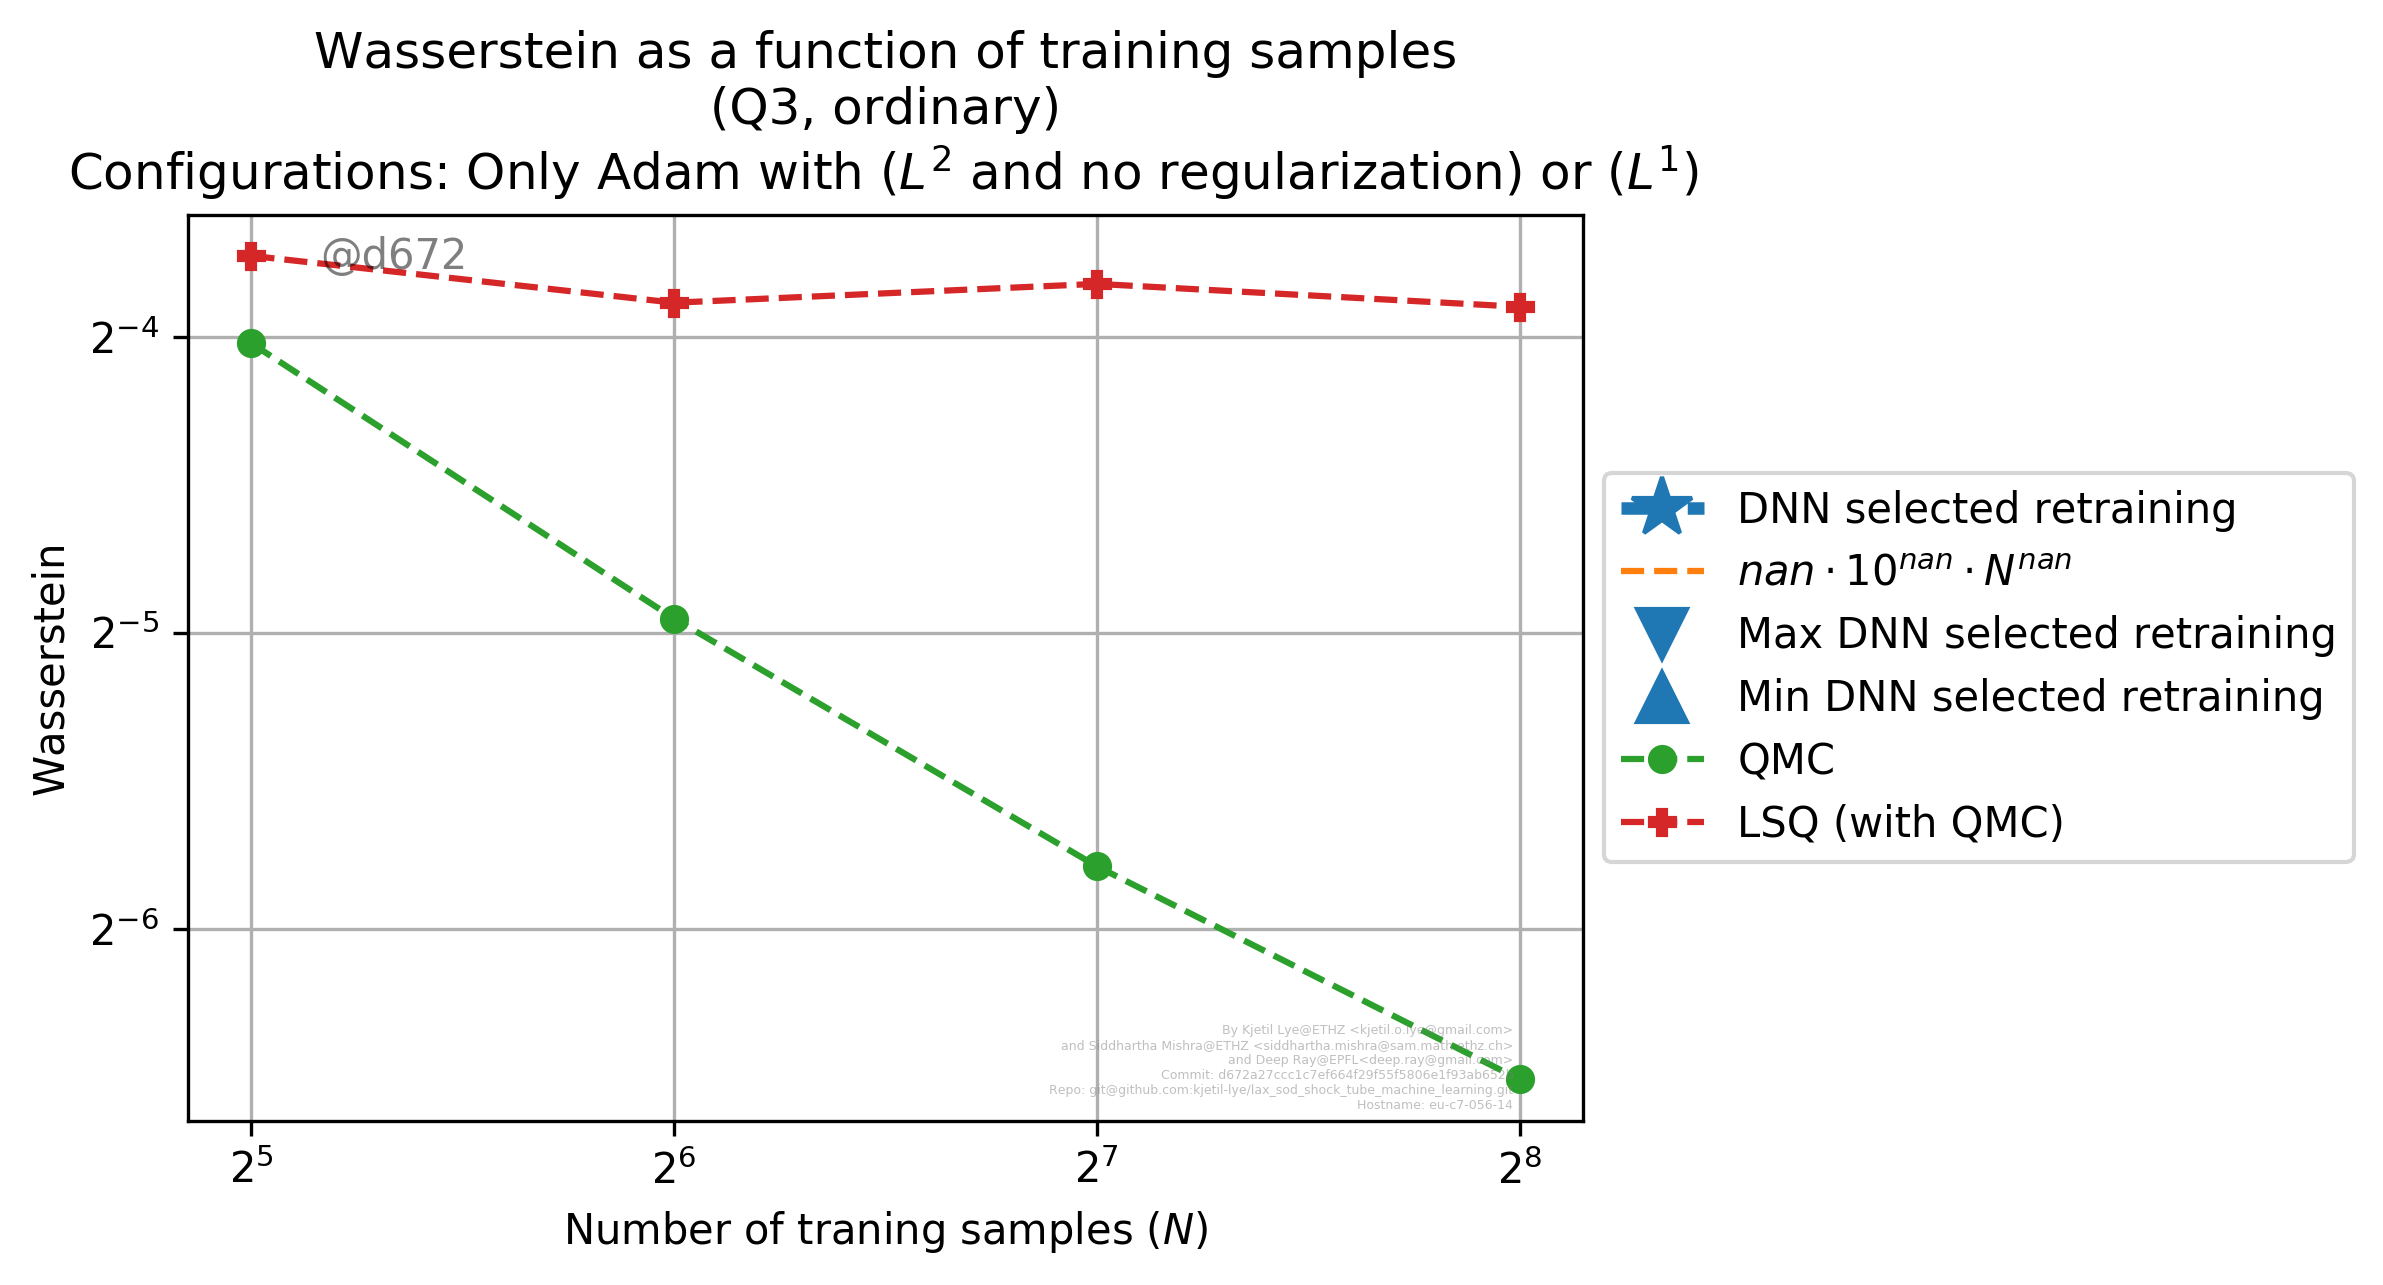 Wasserstein as a function of training samples
(Q3, ordinary)
Configurations: Only Adam with (L² and no regularization) or (L¹)
@d672
2⁻⁴
2⁻⁵
2⁻⁶
Wasserstein
DNN selected retraining
nan · 10ⁿᵃⁿ · Nⁿᵃⁿ
Max DNN selected retraining
Min DNN selected retraining
QMC
LSQ (with QMC)
By Kjetil Lye@ETHZ <kjetil.o.lye@gmail.com>
and Siddhartha Mishra@ETHZ <siddhartha.mishra@sam.math.ethz.ch>
and Deep Ray@EPFL<deep.ray@gmail.com>
Commit:
Repo: git@github.com:kjetil-lye/lax_sod_shock_tube_machine_learning.git
Hostname: eu-c7-056-14
2⁵
2⁶
2⁷
2⁸
Number of traning samples (N)